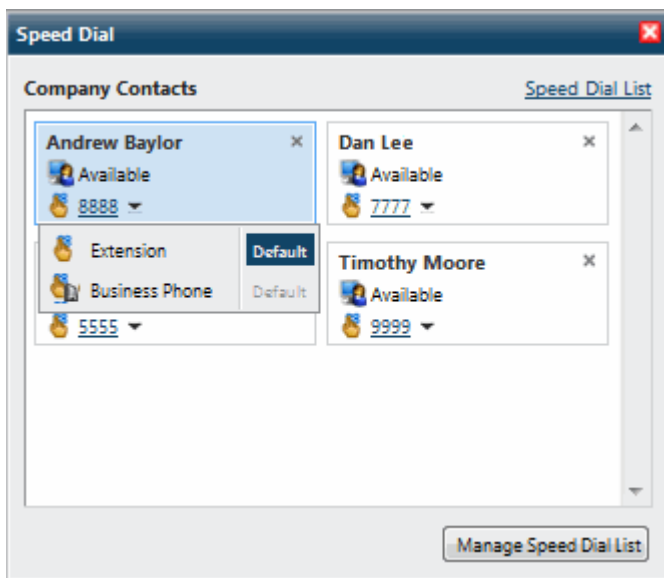 Speed Dial
Company Contacts
Speed Dial List
Andrew Baylor
Available
8888
Extension Default
Business Phone Default
5555
Dan Lee
Available
7777
Timothy Moore
Available
9999
Manage Speed Dial List